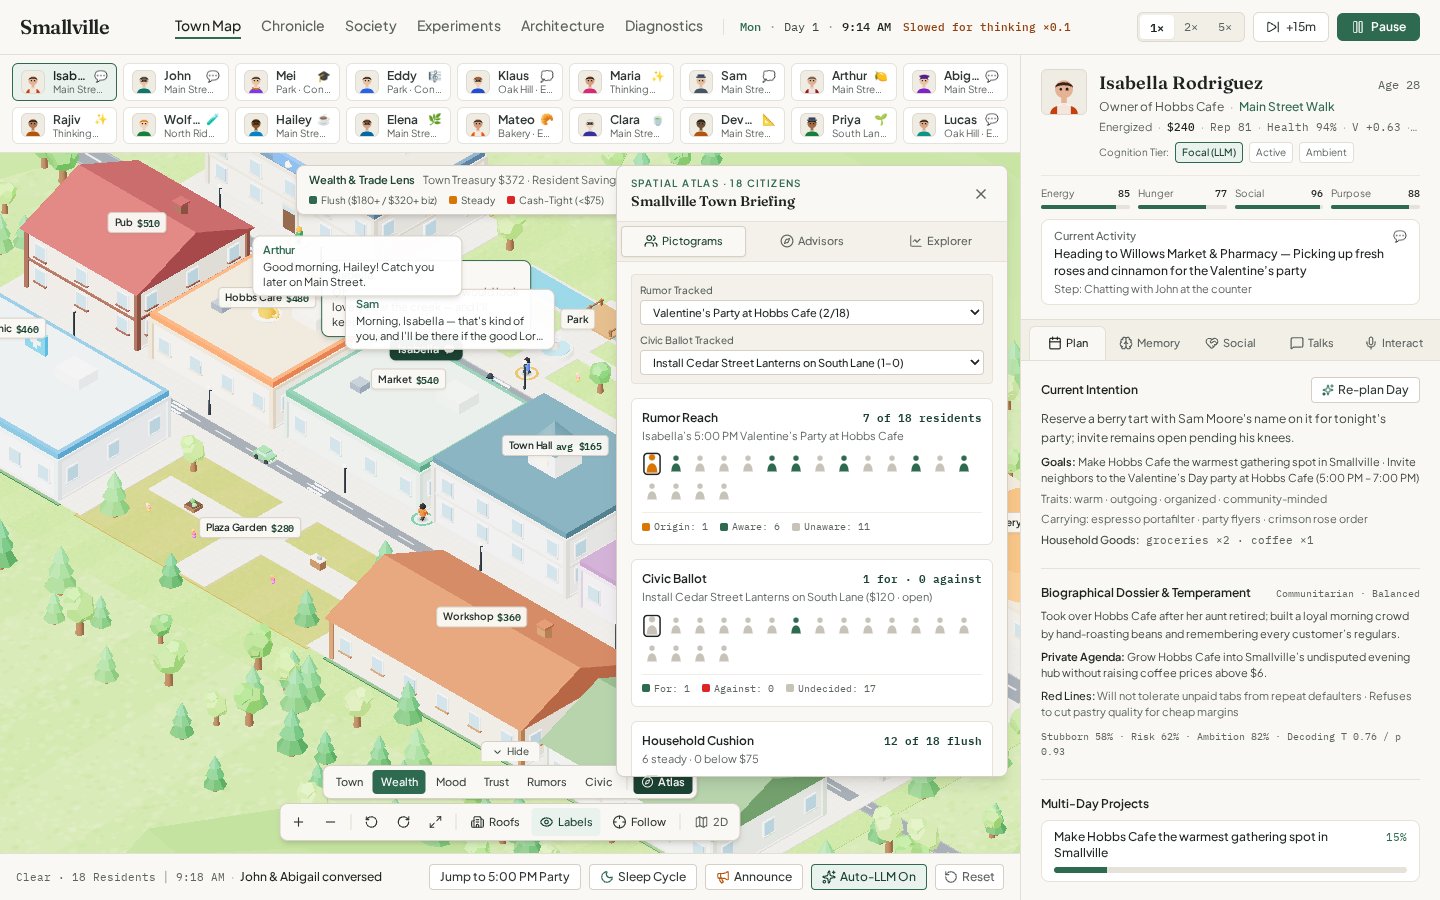 Smallville
Town Map
Chronicle
Society
Experiments
Architecture
Diagnostics
Mon · Day 1 · 9:14 AM Slowed for thinking ×0.1
1×
2×
5×
+15m
Pause
Isab…
Main Stre…
John
Main Stre…
Mei
Park · Con…
Eddy
Park · Con…
Klaus
Oak Hill · E…
Maria
Thinking…
Sam
Main Stre…
Arthur
Main Stre…
Abig…
Main Stre…
Rajiv
Thinking…
Wolf…
North Rid…
Hailey
Main Stre…
Elena
Main Stre…
Mateo
Bakery · E…
Clara
Main Stre…
Dev…
Main Stre…
Priya
South Lan…
Lucas
Oak Hill · E…
Wealth & Trade Lens Town Treasury $372 · Resident Saving
Flush ($180+ / $320+ biz)
Steady
Cash-Tight (<$75)
Pub $510
Arthur
Good morning, Hailey! Catch you
later on Main Street.
Hobbs Cafe $480
Sam
Morning, Isabella — that's kind of
you, and I'll be there if the good Lor…
Isabella
Park
nic $460
Market $540
Town Hall avg $165
Plaza Garden $280
Workshop $360
SPATIAL ATLAS · 18 CITIZENS
Smallville Town Briefing
Pictograms
Advisors
Explorer
Rumor Tracked
Valentine's Party at Hobbs Cafe (2/18)
Civic Ballot Tracked
Install Cedar Street Lanterns on South Lane (1–0)
Rumor Reach
7 of 18 residents
Isabella's 5:00 PM Valentine's Party at Hobbs Cafe
Origin: 1
Aware: 6
Unaware: 11
Civic Ballot
1 for · 0 against
Install Cedar Street Lanterns on South Lane ($120 · open)
For: 1
Against: 0
Undecided: 17
Household Cushion
12 of 18 flush
6 steady · 0 below $75
Hide
Town
Wealth
Mood
Trust
Rumors
Civic
Atlas
Roofs
Labels
Follow
2D
Clear · 18 Residents | 9:18 AM · John & Abigail conversed
Jump to 5:00 PM Party
Sleep Cycle
Announce
Auto-LLM On
Reset
Isabella Rodriguez
Age 28
Owner of Hobbs Cafe · Main Street Walk
Energized · $240 · Rep 81 · Health 94% · V +0.63 ·…
Cognition Tier:
Focal (LLM)
Active
Ambient
Energy 85
Hunger 77
Social 96
Purpose 88
Current Activity
Heading to Willows Market & Pharmacy — Picking up fresh
roses and cinnamon for the Valentine's party
Step: Chatting with John at the counter
Plan
Memory
Social
Talks
Interact
Current Intention
Re-plan Day
Reserve a berry tart with Sam Moore's name on it for tonight's
party; invite remains open pending his knees.
Goals: Make Hobbs Cafe the warmest gathering spot in Smallville · Invite
neighbors to the Valentine's Day party at Hobbs Cafe (5:00 PM – 7:00 PM)
Traits: warm · outgoing · organized · community-minded
Carrying: espresso portafilter · party flyers · crimson rose order
Household Goods: groceries ×2 · coffee ×1
Biographical Dossier & Temperament
Communitarian · Balanced
Took over Hobbs Cafe after her aunt retired; built a loyal morning crowd
by hand-roasting beans and remembering every customer's regulars.
Private Agenda: Grow Hobbs Cafe into Smallville's undisputed evening
hub without raising coffee prices above $6.
Red Lines: Will not tolerate unpaid tabs from repeat defaulters · Refuses
to cut pastry quality for cheap margins
Stubborn 58% · Risk 62% · Ambition 82% · Decoding T 0.76 / p
0.93
Multi-Day Projects
Make Hobbs Cafe the warmest gathering spot in
Smallville
15%